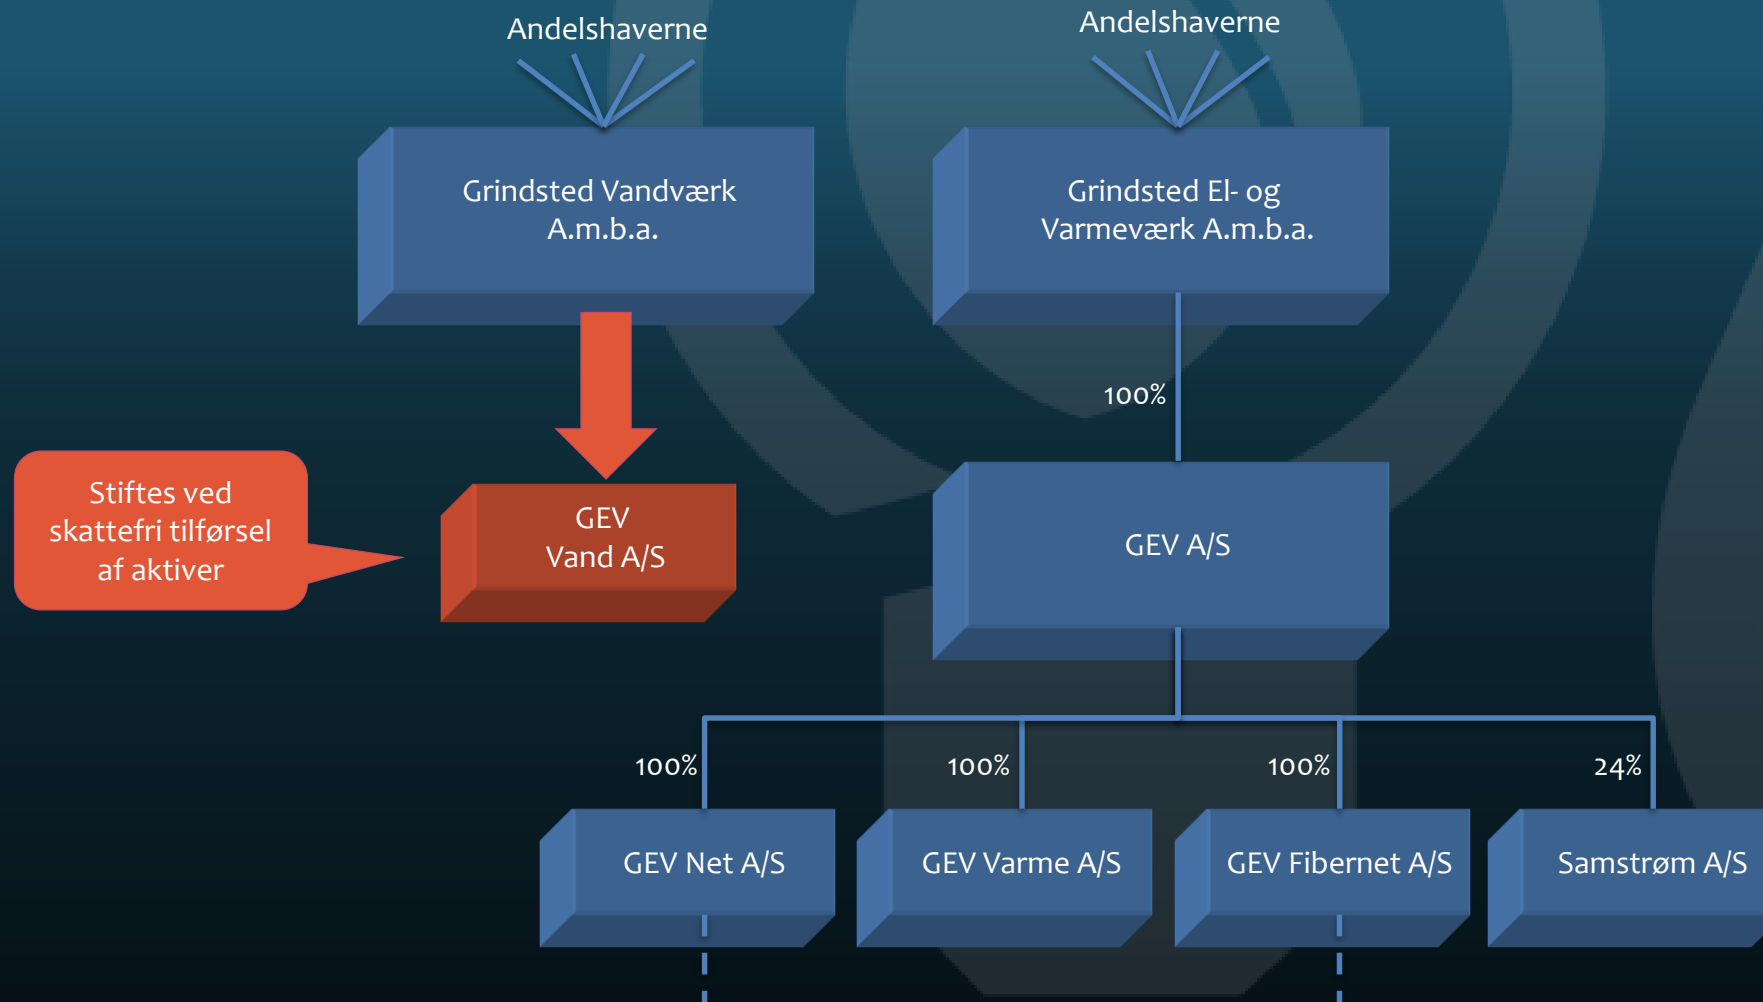 Andelshaverne
Andelshaverne
Grindsted Vandværk
A.m.b.a.
Grindsted El- og
Varmeværk A.m.b.a.
100%
Stiftes ved
skattefri tilførsel
af aktiver
GEV
Vand A/S
GEV A/S
100%
100%
100%
24%
GEV Net A/S
GEV Varme A/S
GEV Fibernet A/S
Samstrøm A/S